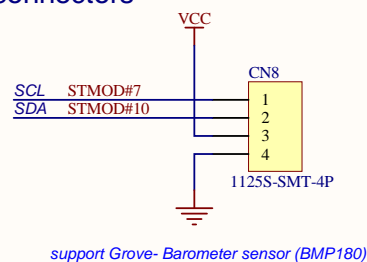 connectors
VCC
CN8
SCL STMOD#7 1
SDA STMOD#10 2
3
4
1125S-SMT-4P
support Grove- Barometer sensor (BMP180)